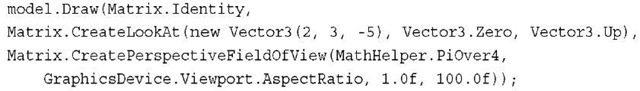 model.Draw(Matrix.Identity,
Matrix.CreateLookAt(new Vector3(2, 3, -5), Vector3.Zero, Vector3.Up),
Matrix.CreatePerspectiveFieldOfView(MathHelper.PiOver4,
GraphicsDevice.Viewport.AspectRatio, 1.0f, 100.0f));